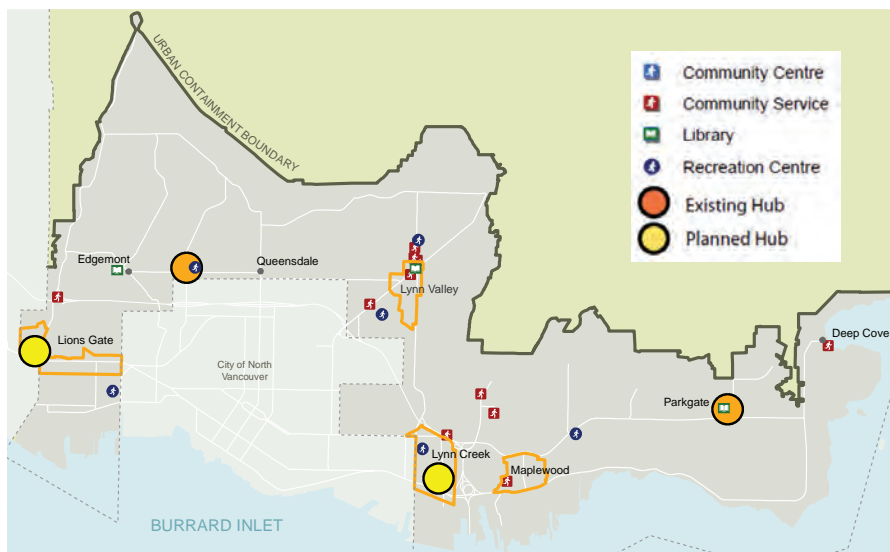 URBAN CONTAINMENT BOUNDARY
Community Centre
Community Service
Library
Recreation Centre
Existing Hub
Planned Hub
Edgemont
Queensdale
Lynn Valley
Lions Gate
Deep Cove
City of North
Vancouver
Parkgate
Lynn Creek
Maplewood
BURRARD INLET